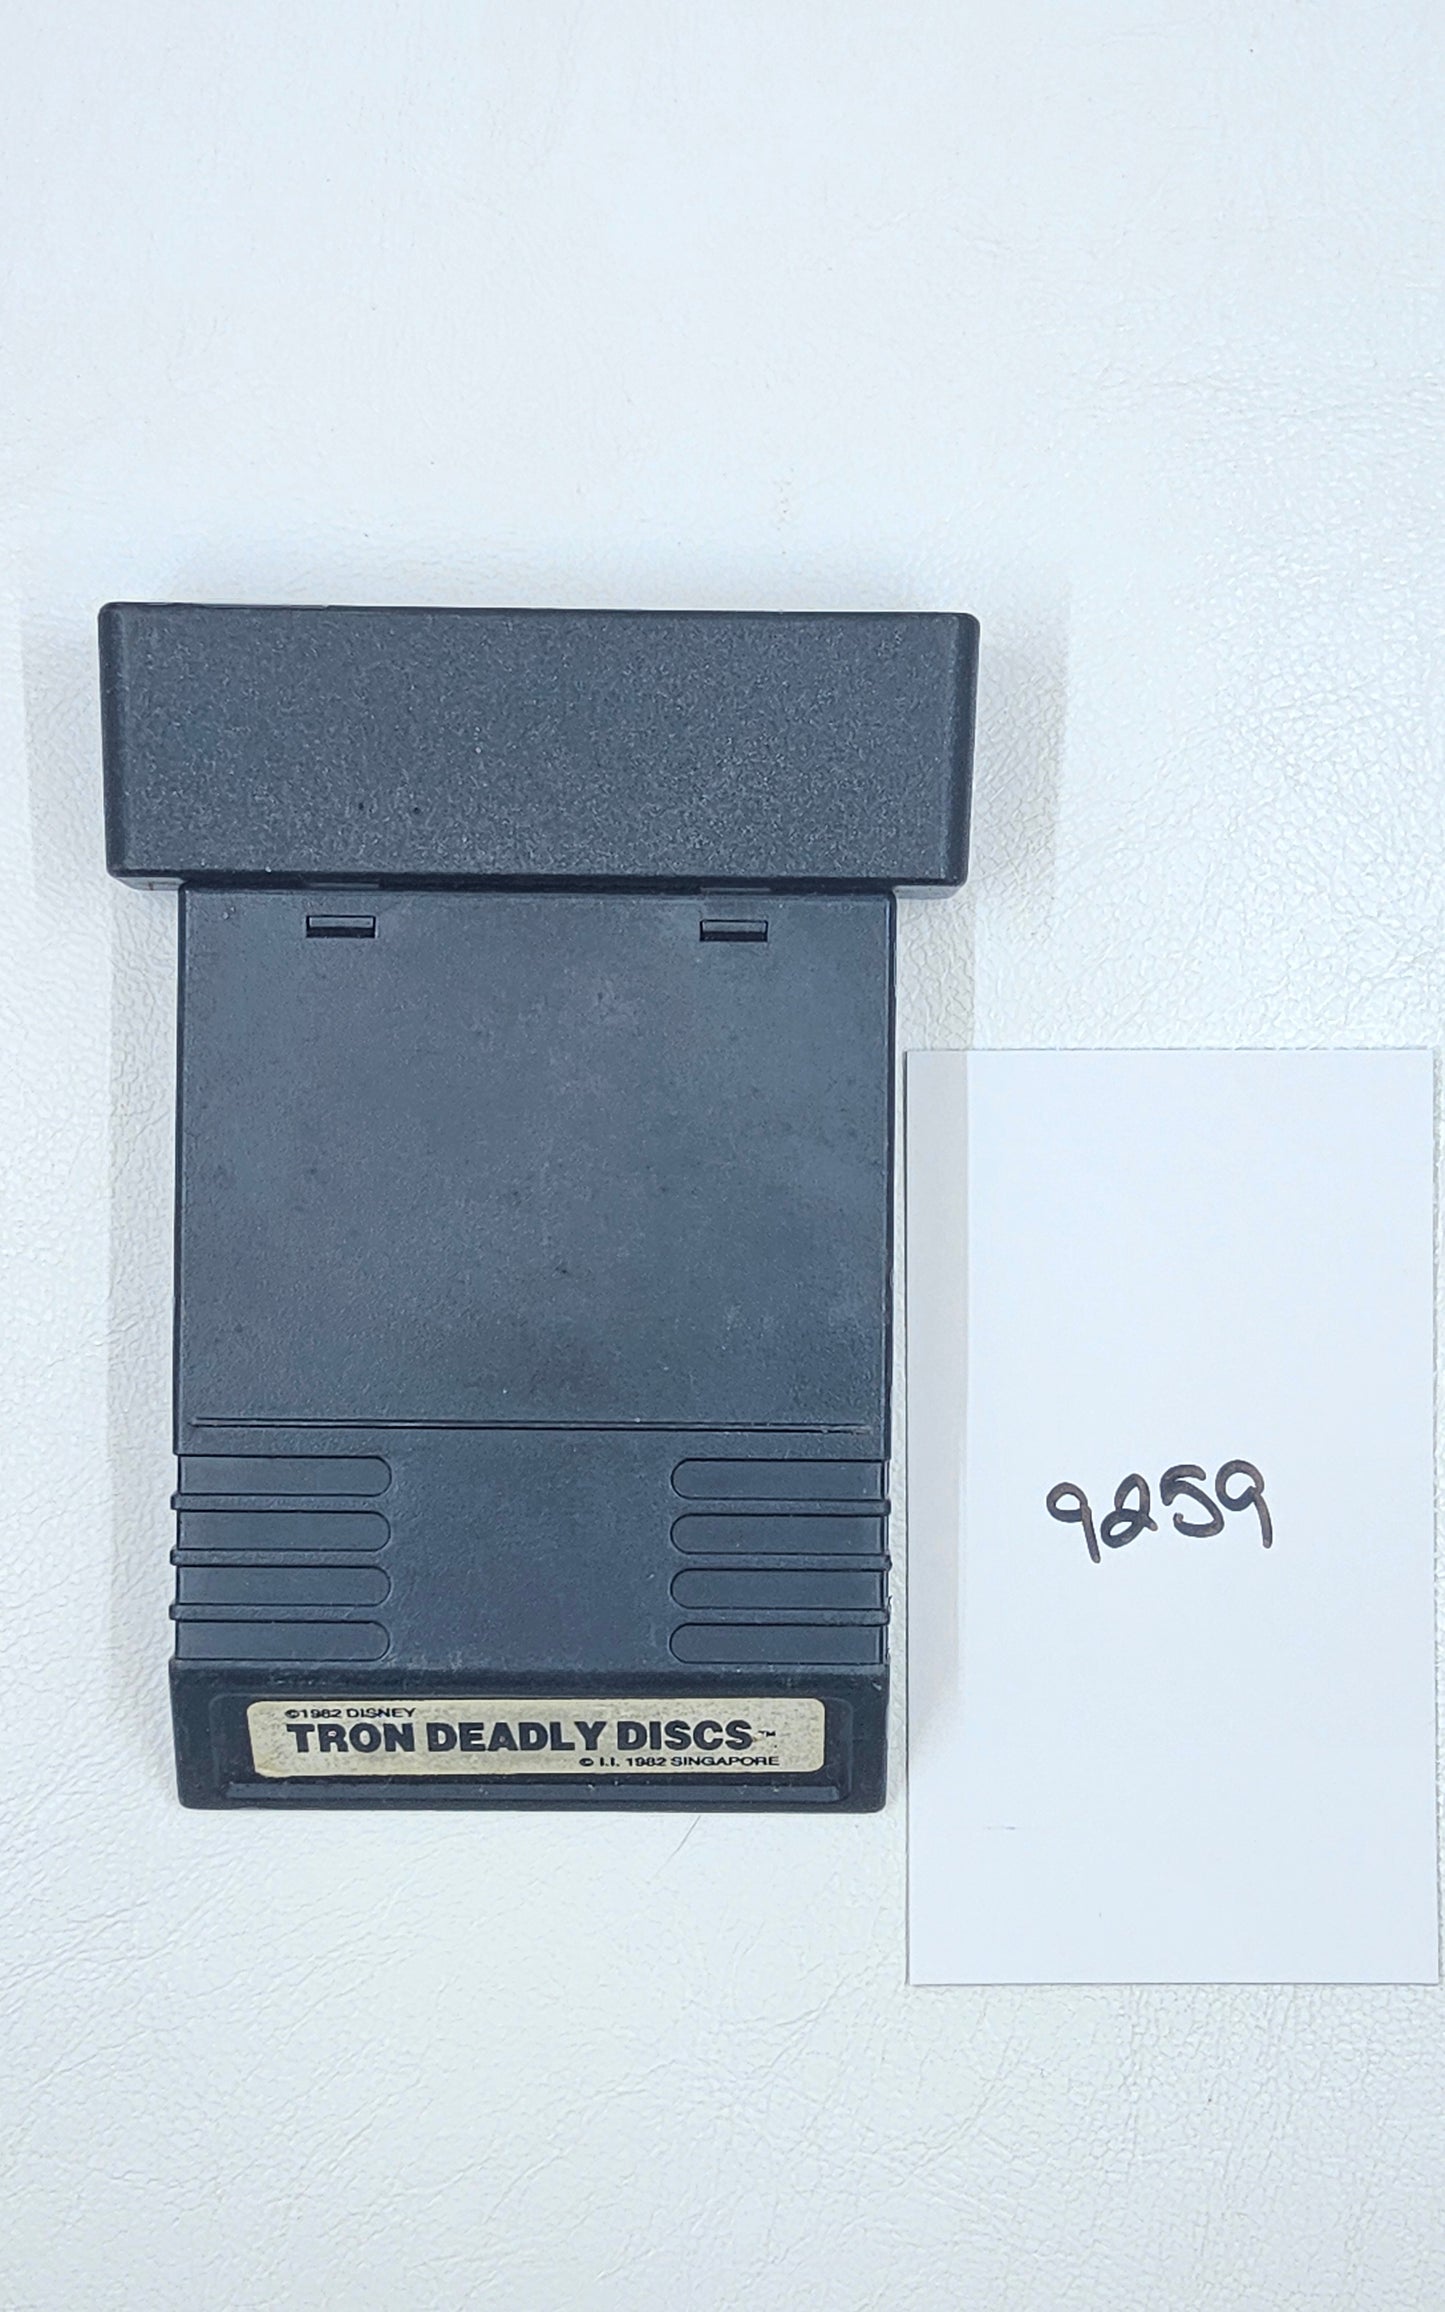 ©1982 DISNEY
TRON DEADLY DISCS™
© I.I. 1982 SINGAPORE
9259